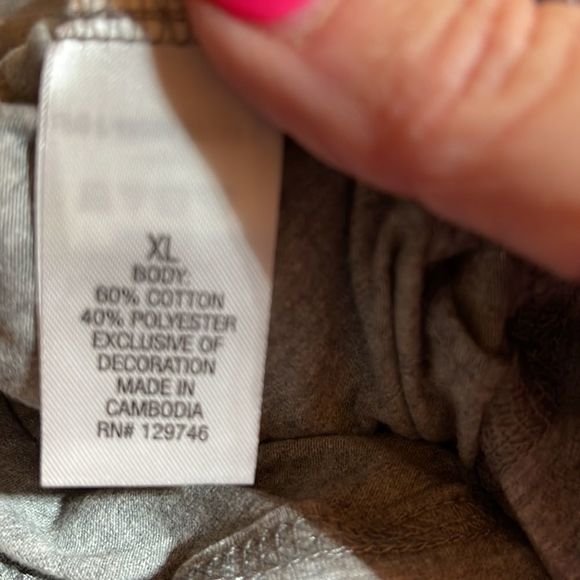 XL
BODY:
60% COTTON
40% POLYESTER
EXCLUSIVE OF
DECORATION
MADE IN
CAMBODIA
RN# 129746